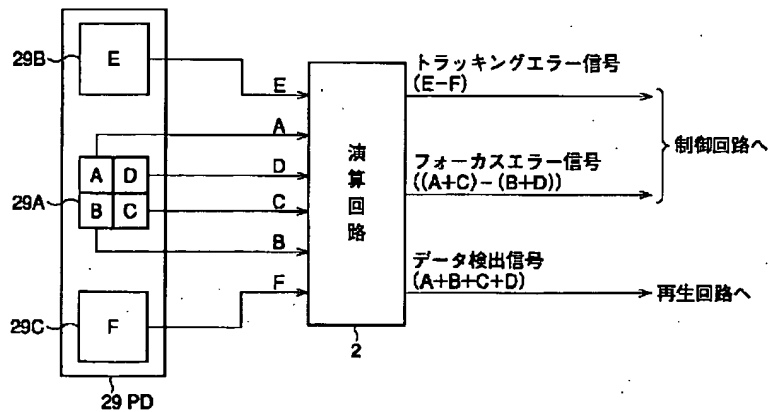 29B
E
E
トラッキングエラー信号
(E-F)
A
制御回路へ
A
D
D
演算回路
フォーカスエラー信号
((A+C)-(B+D))
29A
B
C
C
B
データ検出信号
(A+B+C+D)
再生回路へ
F
29C
F
2
29 PD